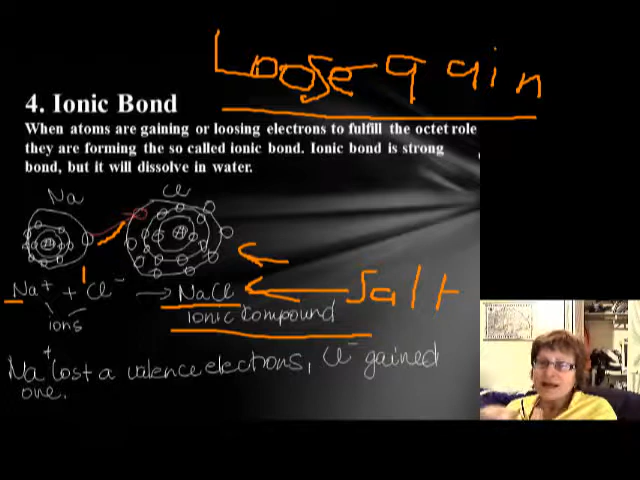 Loose gain
4. Ionic Bond
When atoms are gaining or loosing electrons to fulfill the octet role
they are forming the so called ionic bond. Ionic bond is strong
bond, but it will dissolve in water.
Na Cl
Na+ + Cl- → NaCl ← Salt
ions
ionic compound
Na+ lost a valence electrons, Cl- gained
one.